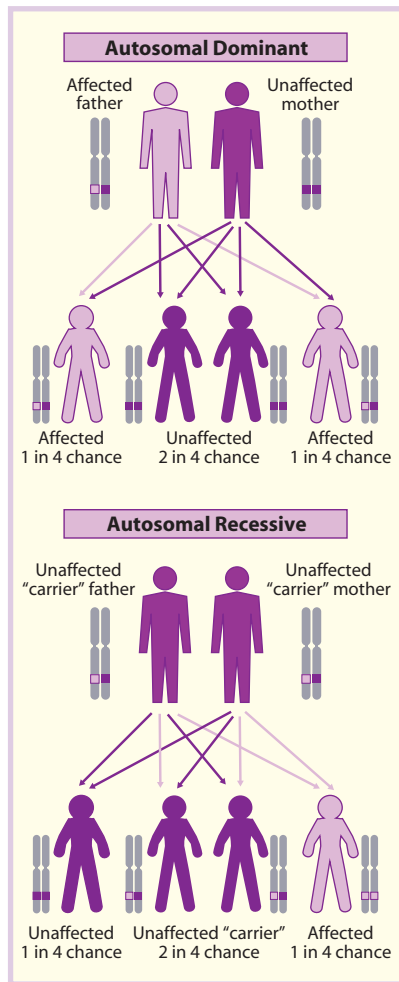 Autosomal Dominant
Affected
father
Unaffected
mother
Affected
1 in 4 chance
Unaffected
2 in 4 chance
Affected
1 in 4 chance
Autosomal Recessive
Unaffected
“carrier” father
Unaffected
“carrier” mother
Unaffected
1 in 4 chance
Unaffected “carrier”
2 in 4 chance
Affected
1 in 4 chance